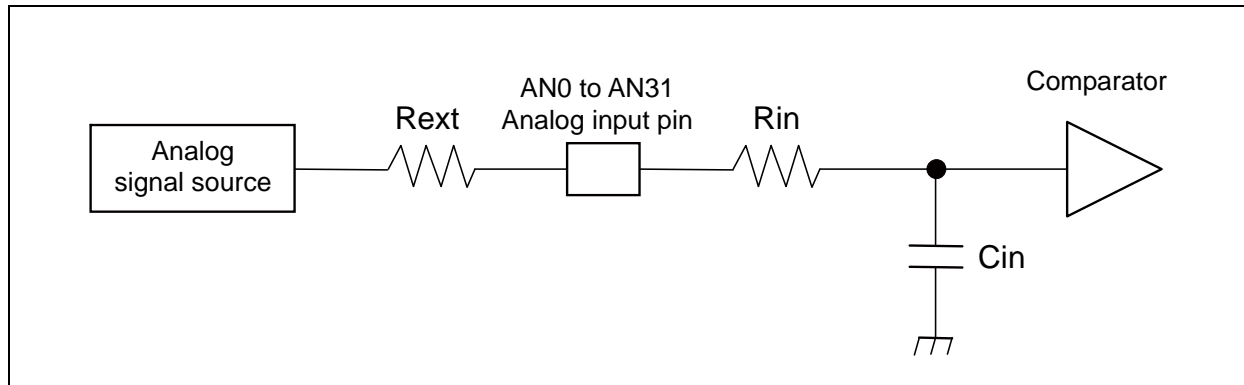 Analog
signal source
Rext
AN0 to AN31
Analog input pin
Rin
Cin
Comparator